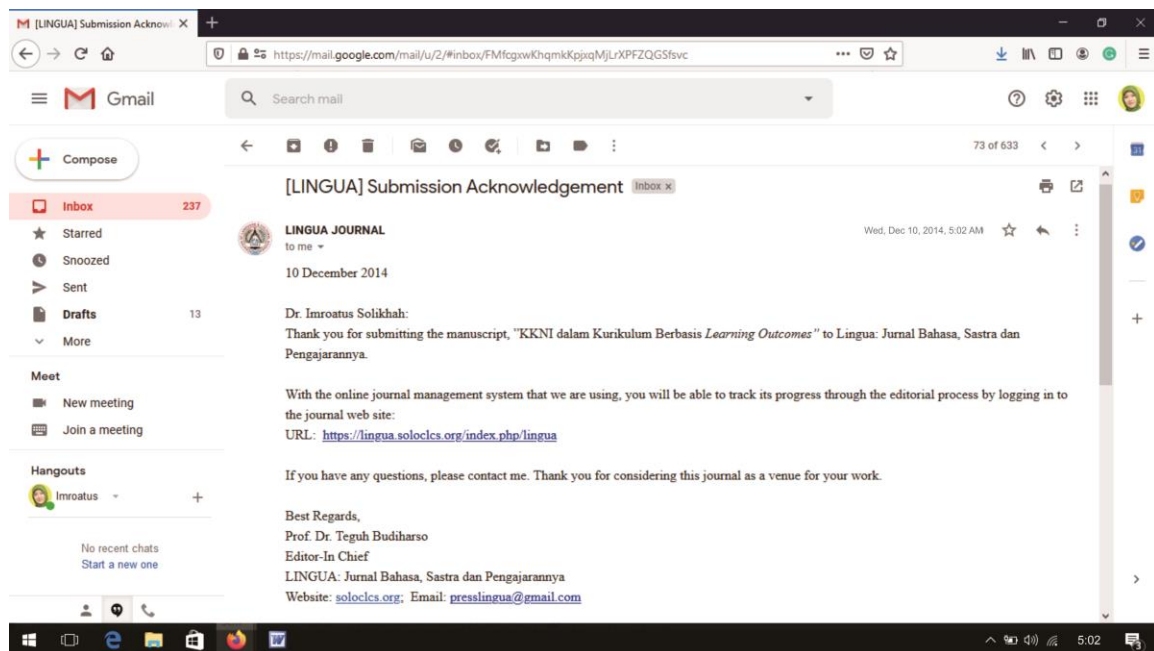 [LINGUA] Submission Acknowl
https://mail.google.com/mail/u/2/#inbox/FMfcgxwKhqmkKpjxqMjLrXPFZQGSfsvc
Gmail
Search mail
Compose
73 of 633
Inbox 237
Starred
Snoozed
Sent
Drafts 13
More
Meet
New meeting
Join a meeting
Hangouts
Imroatus
No recent chats
Start a new one
[LINGUA] Submission Acknowledgement Inbox x
LINGUA JOURNAL Wed, Dec 10, 2014, 5:02 AM
to me
10 December 2014
Dr. Imroatus Solikhah:
Thank you for submitting the manuscript, "KKNI dalam Kurikulum Berbasis Learning Outcomes" to Lingua: Jurnal Bahasa, Sastra dan
Pengajarannya.
With the online journal management system that we are using, you will be able to track its progress through the editorial process by logging in to
the journal web site:
URL: https://lingua.soloclcs.org/index.php/lingua
If you have any questions, please contact me. Thank you for considering this journal as a venue for your work.
Best Regards,
Prof. Dr. Teguh Budiharso
Editor-In Chief
LINGUA: Jurnal Bahasa, Sastra dan Pengajarannya
Website: soloclcs.org; Email: presslingua@gmail.com
5:02